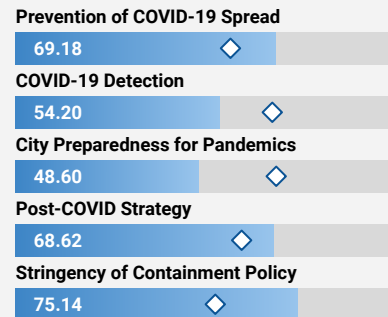 Prevention of COVID-19 Spread
69.18
COVID-19 Detection
54.20
City Preparedness for Pandemics
48.60
Post-COVID Strategy
68.62
Stringency of Containment Policy
75.14